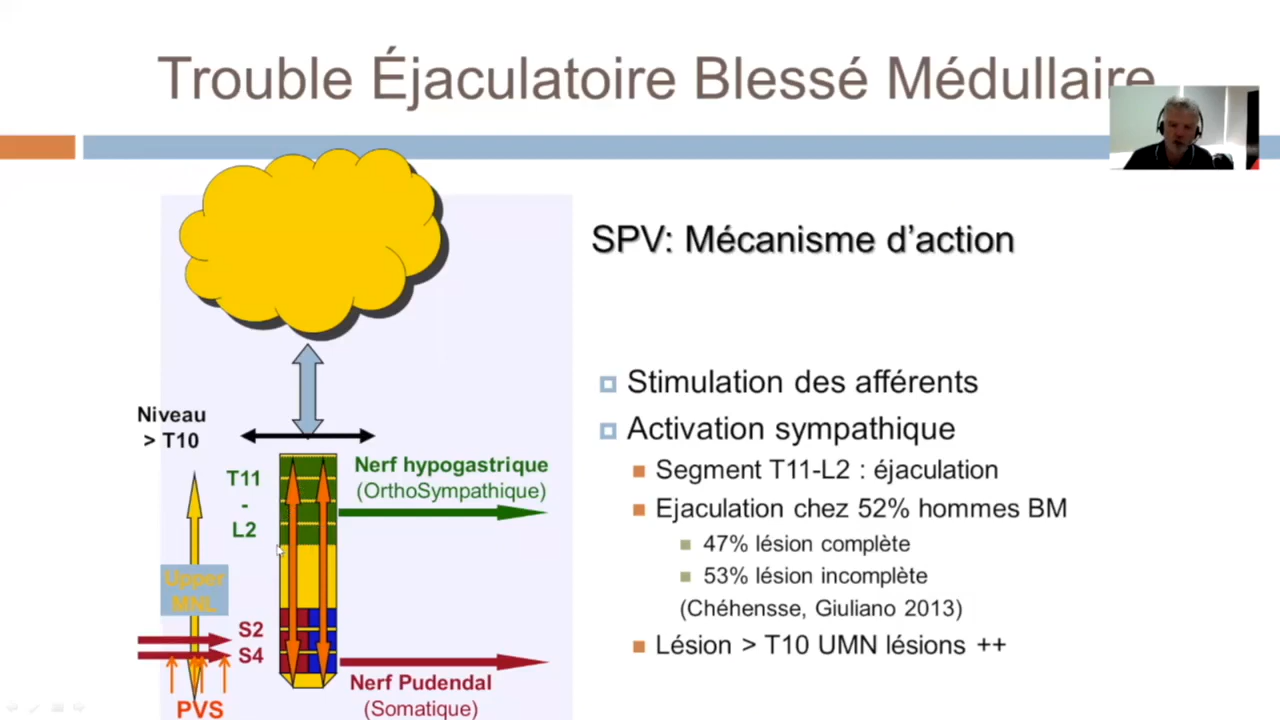 Trouble Éjaculatoire Blessé Médullaire
SPV: Mécanisme d'action
Niveau
> T10
T11
-
L2
Nerf hypogastrique
(OrthoSympathique)
Upper
MNL
S2
S4
PVS
Nerf Pudendal
(Somatique)
Stimulation des afférents
Activation sympathique
Segment T11-L2 : éjaculation
Ejaculation chez 52% hommes BM
47% lésion complète
53% lésion incomplète
(Chéhensse, Giuliano 2013)
Lésion > T10 UMN lésions ++